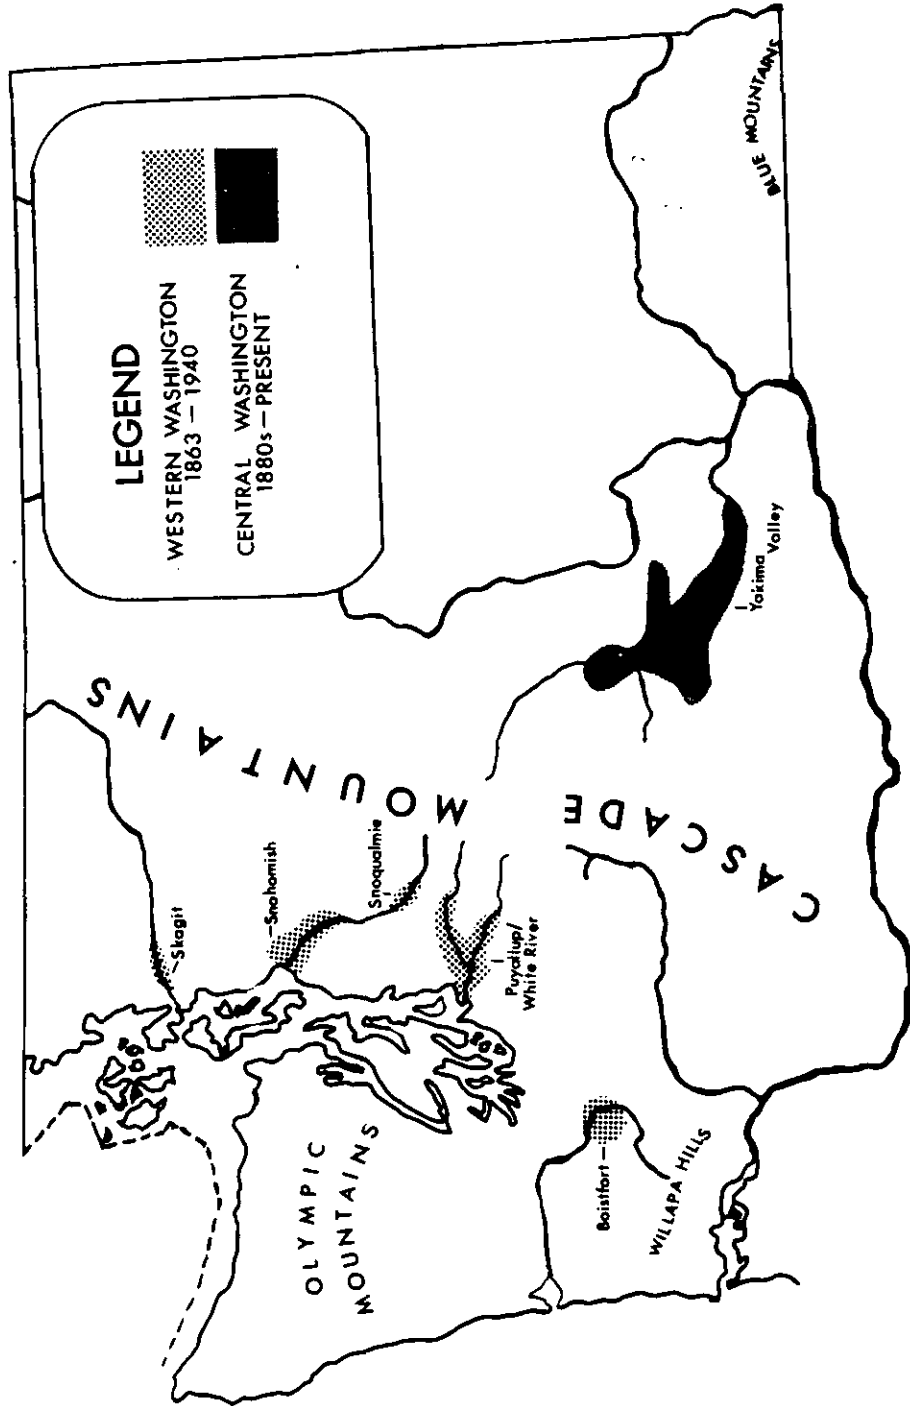 LEGEND
WESTERN WASHINGTON
1863 – 1940
CENTRAL WASHINGTON
1880s – PRESENT
CASCADE MOUNTAINS
OLYMPIC
MOUNTAINS
WILLAPA HILLS
BLUE MOUNTAINS
Skagit
Snohomish
Snoqualmie
Puyallup/
White River
Boistfort
Yakima
Valley